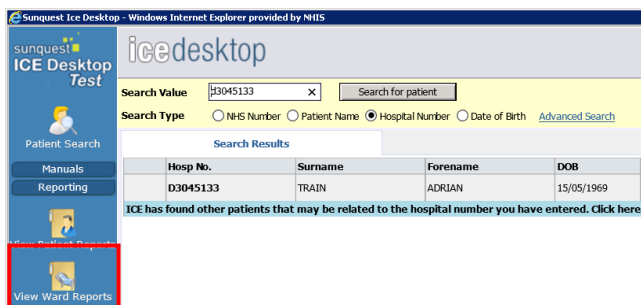 Sunquest Ice Desktop - Windows Internet Explorer provided by NHIS
sunquest
ICE Desktop
Test
icedesktop
Search Value d3045133 x Search for patient
Search Type NHS Number Patient Name Hospital Number Date of Birth Advanced Search
Patient Search
Search Results
Manuals
Reporting
Hosp No. Surname Forename DOB
D3045133 TRAIN ADRIAN 15/05/1969
ICE has found other patients that may be related to the hospital number you have entered. Click here
View Patient Reports
View Ward Reports